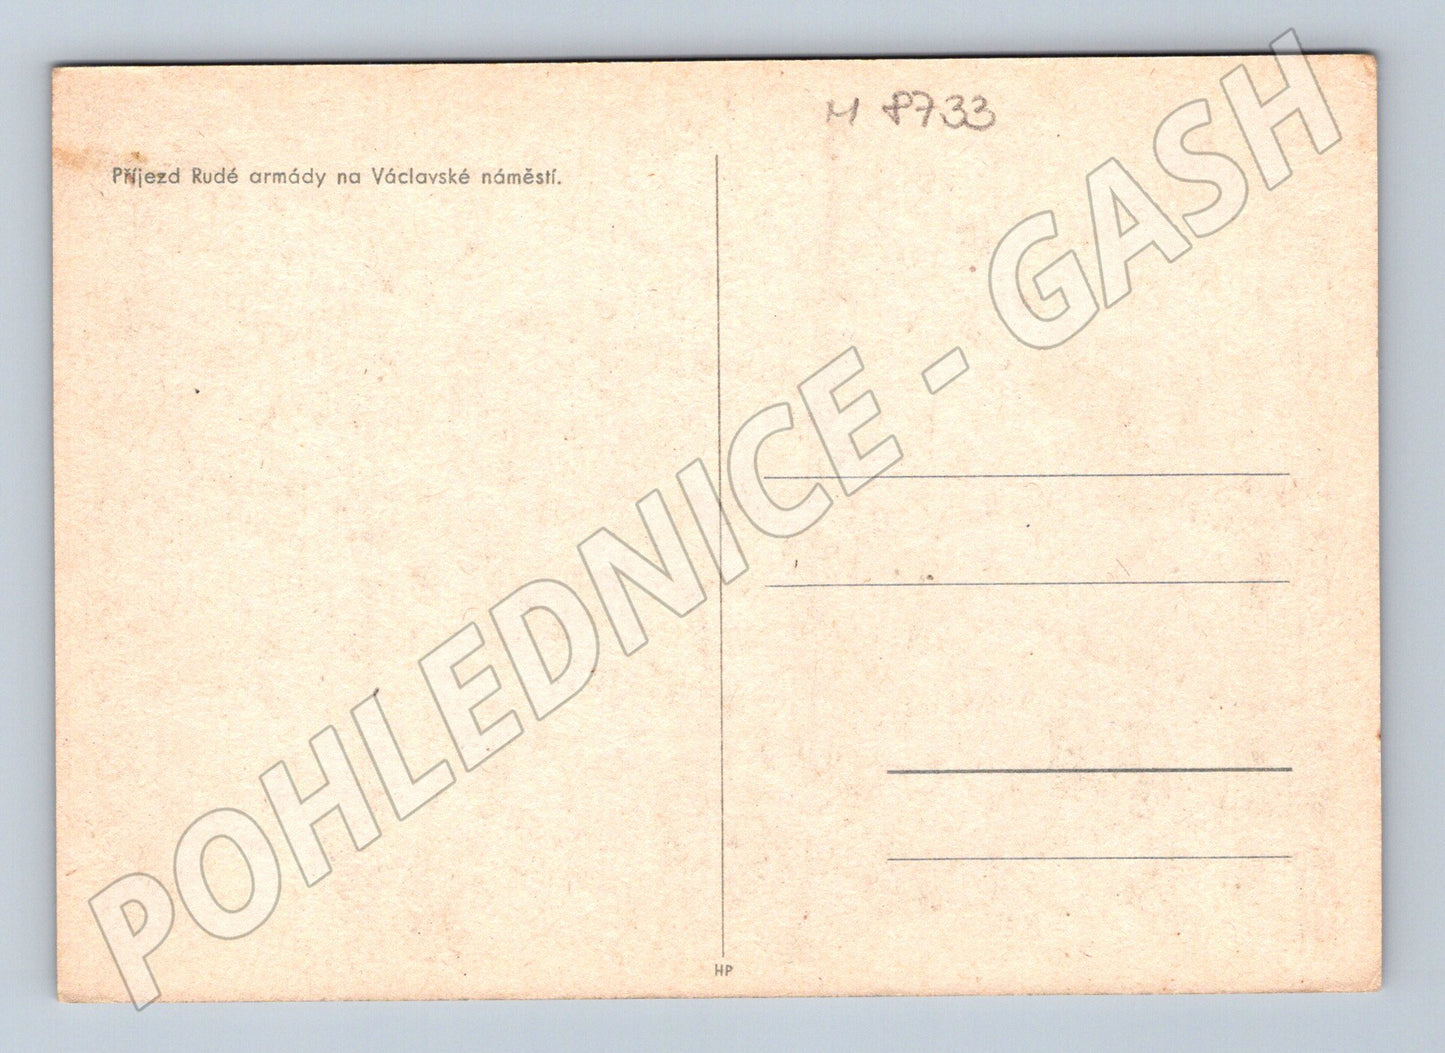 M 8733
Příjezd Rudé armády na Václavské náměstí.
POHLEDNICE - GASH
HP